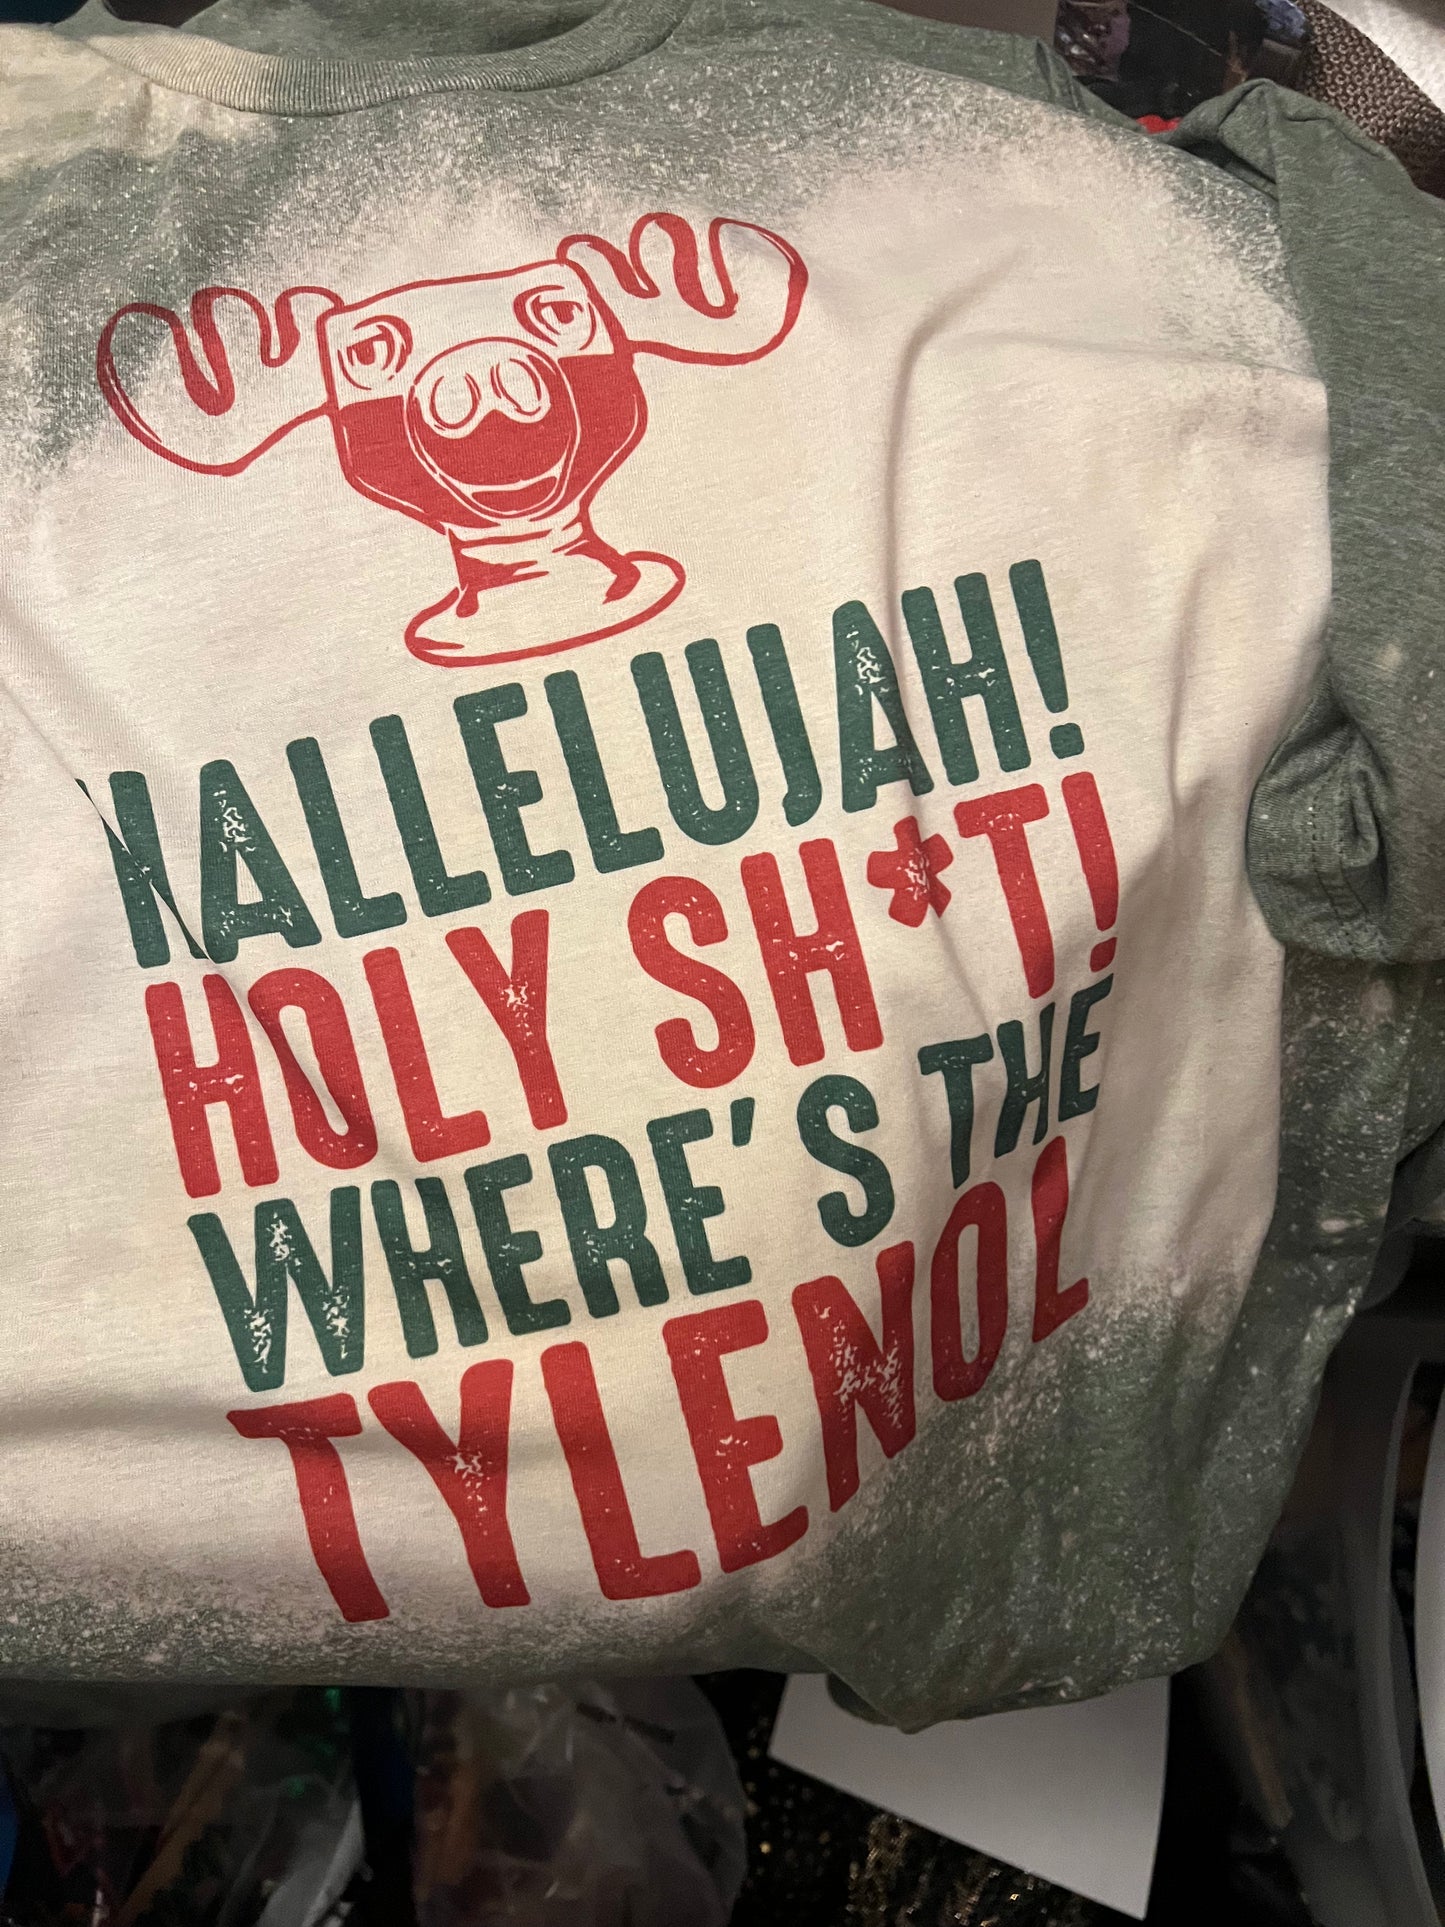 HALLELUJAH!
HOLY SH*T!
WHERE'S THE
TYLENOL